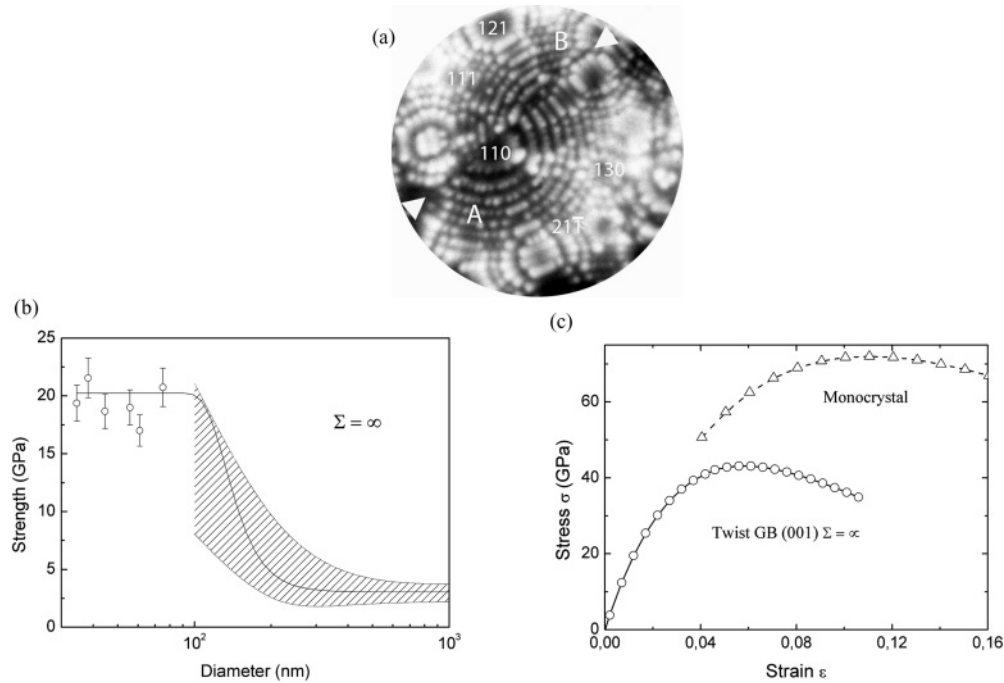 (a)
121
B
111
110
130
A
211̅
(b)
25
20
15
10
5
0
Strength (GPa)
Σ = ∞
10²
10³
Diameter (nm)
(c)
60
40
20
0
Stress σ (GPa)
Monocrystal
Twist GB (001) Σ = ∝
0,00
0,04
0,08
0,12
0,16
Strain ε